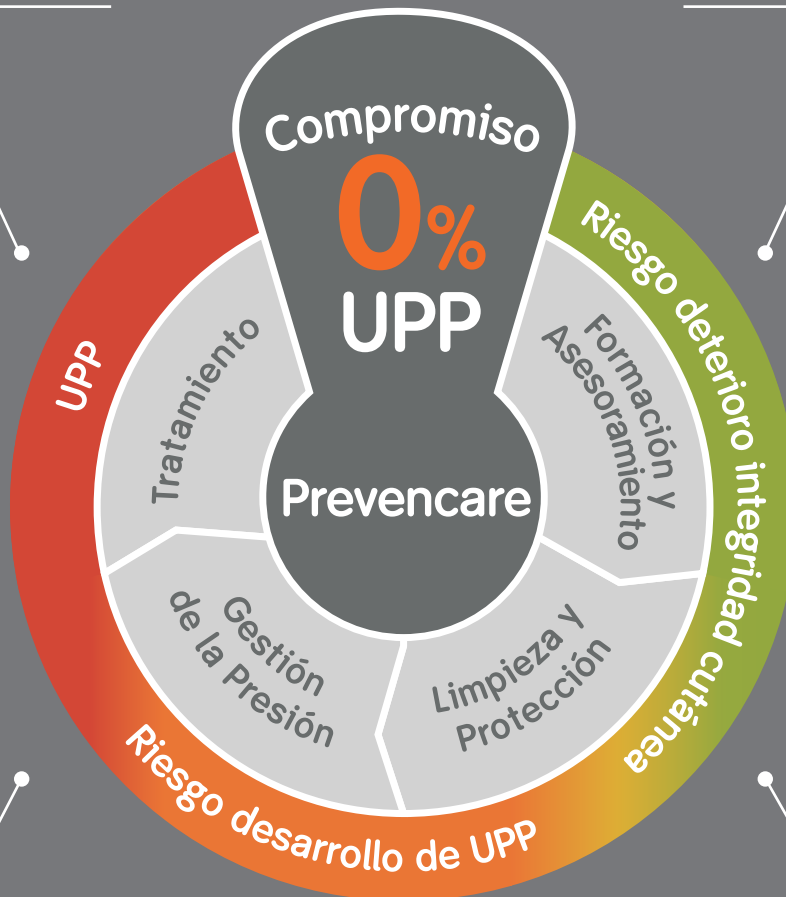 Compromiso
0%
UPP
Prevencare
Riesgo deterioro integridad cutánea
Formación y
Asesoramiento
Limpieza y
Protección
Riesgo desarrollo de UPP
Gestión
de la Presión
UPP
Tratamiento